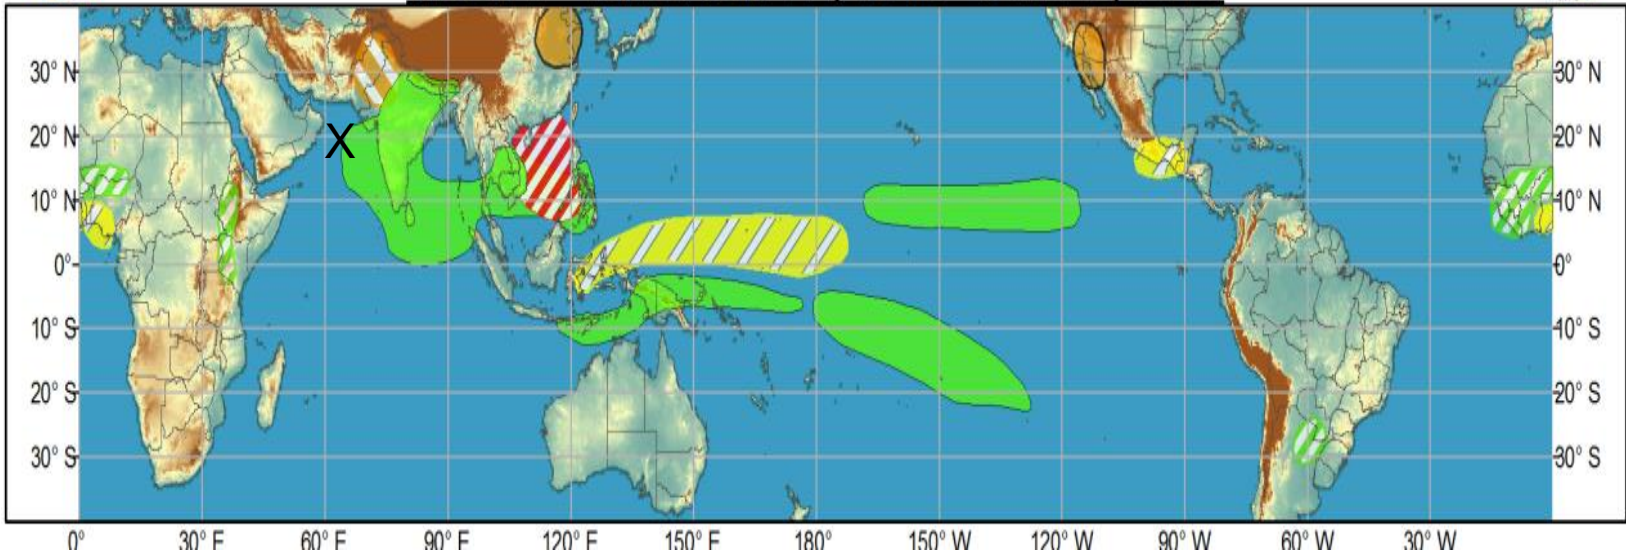 30° N
30° N
20° N
X
20° N
10° N
10° N
0°
0°
10° S
10° S
20° S
20° S
30° S
30° S
0°
30° E
60° E
90° E
120° E
150° E
180°
150° W
120° W
90° W
60° W
30° W